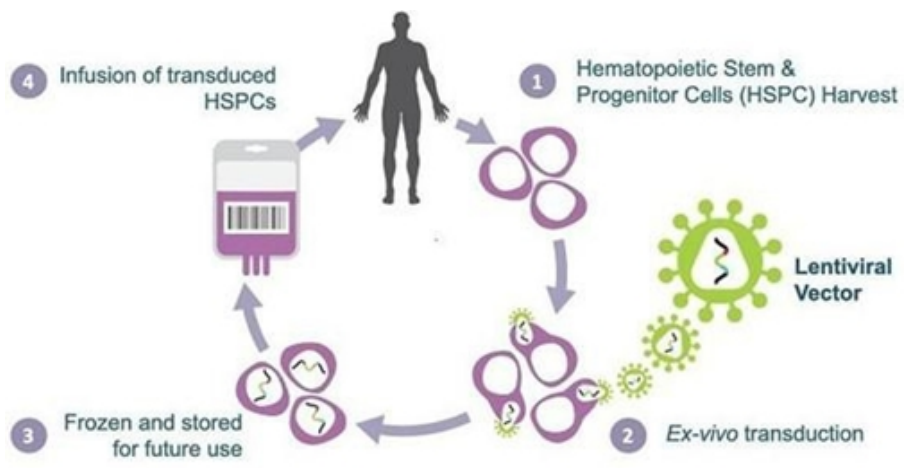 4 Infusion of transduced
HSPCs
1 Hematopoietic Stem &
Progenitor Cells (HSPC) Harvest
Lentiviral
Vector
3 Frozen and stored
for future use
2 Ex-vivo transduction